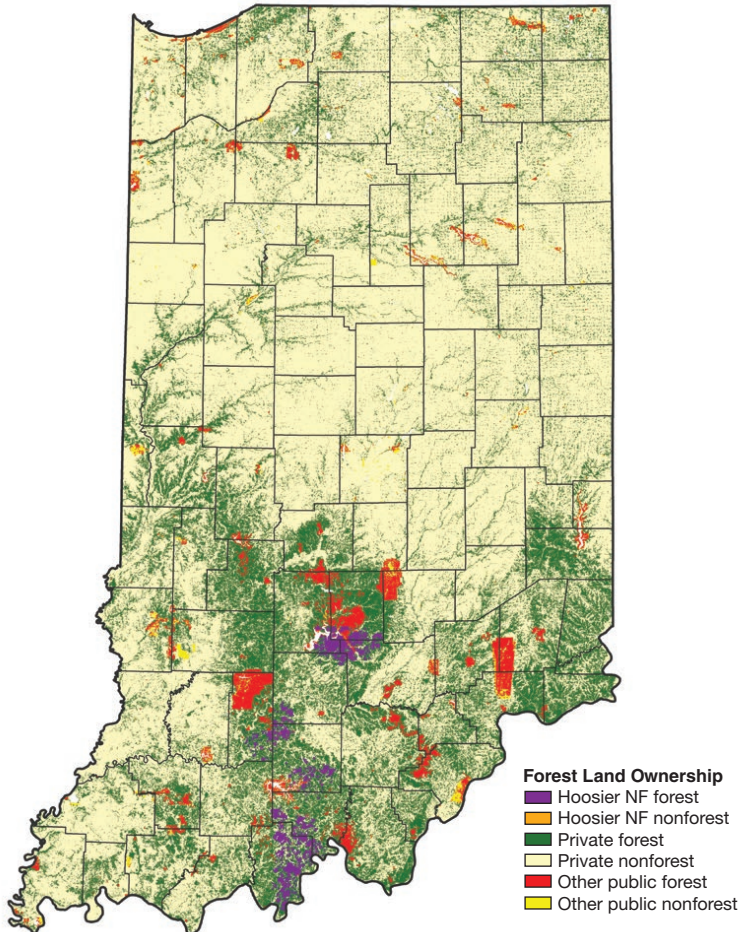 Forest Land Ownership
Hoosier NF forest
Hoosier NF nonforest
Private forest
Private nonforest
Other public forest
Other public nonforest